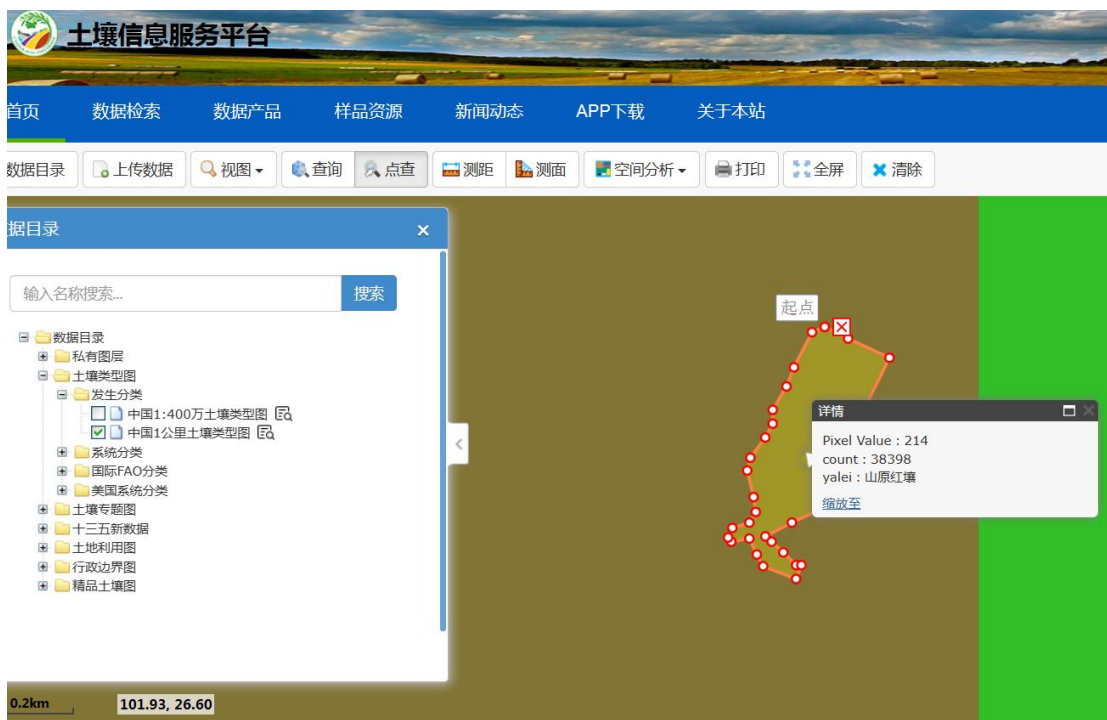 土壤信息服务平台
首页 数据检索 数据产品 样品资源 新闻动态 APP下载 关于本站
数据目录 上传数据 视图 查询 点查 测距 测面 空间分析 打印 全屏 清除
据目录 ×
输入名称搜索... 搜索
数据目录
私有图层
土壤类型图
发生分类
中国1:400万土壤类型图
中国1公里土壤类型图
系统分类
国际FAO分类
美国系统分类
土壤专题图
十三五新数据
土地利用图
行政边界图
精品土壤图
起点
详情
Pixel Value : 214
count : 38398
yalei : 山原红壤
缩放至
0.2km
101.93, 26.60